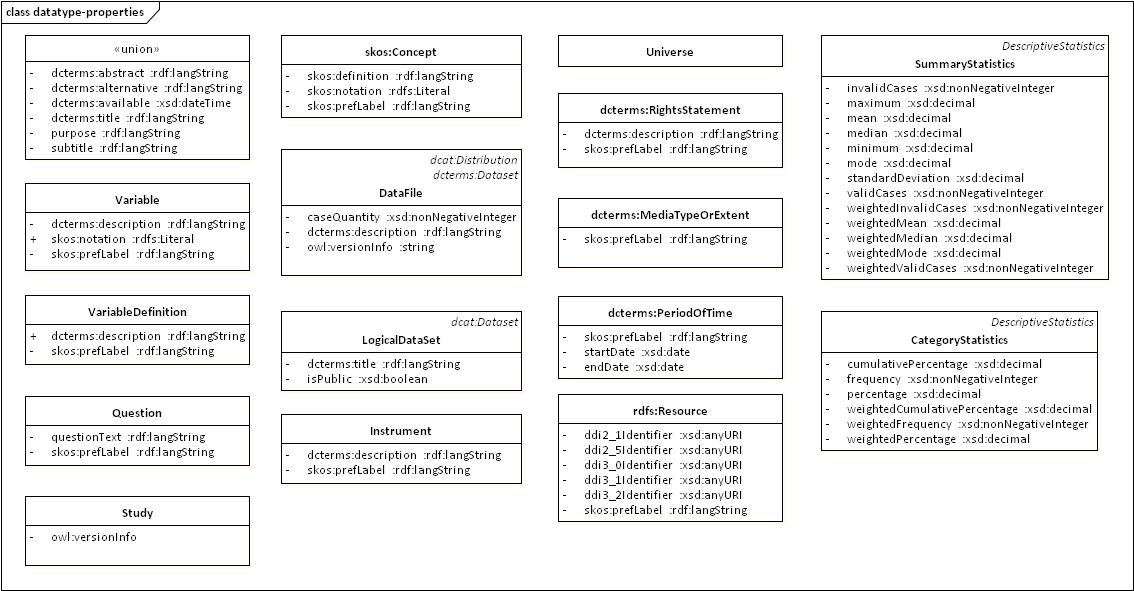 class datatype-properties
«union»
- dcterms:abstract :rdf:langString
- dcterms:alternative :rdf:langString
- dcterms:available :xsd:dateTime
- dcterms:title :rdf:langString
- purpose :rdf:langString
- subtitle :rdf:langString
Variable
- dcterms:description :rdf:langString
+ skos:notation :rdfs:Literal
- skos:prefLabel :rdf:langString
VariableDefinition
+ dcterms:description :rdf:langString
- skos:prefLabel :rdf:langString
Question
- questionText :rdf:langString
- skos:prefLabel :rdf:langString
Study
- owl:versionInfo
skos:Concept
- skos:definition :rdf:langString
- skos:notation :rdfs:Literal
- skos:prefLabel :rdf:langString
dcat:Distribution
dcterms:Dataset
DataFile
- caseQuantity :xsd:nonNegativeInteger
- dcterms:description :rdf:langString
- owl:versionInfo :string
dcat:Dataset
LogicalDataSet
- dcterms:title :rdf:langString
- isPublic :xsd:boolean
Instrument
- dcterms:description :rdf:langString
- skos:prefLabel :rdf:langString
Universe
dcterms:RightsStatement
- dcterms:description :rdf:langString
- skos:prefLabel :rdf:langString
dcterms:MediaTypeOrExtent
- skos:prefLabel :rdf:langString
dcterms:PeriodOfTime
- skos:prefLabel :rdf:langString
- startDate :xsd:date
- endDate :xsd:date
rdfs:Resource
- ddi2_1Identifier :xsd:anyURI
- ddi2_5Identifier :xsd:anyURI
- ddi3_0Identifier :xsd:anyURI
- ddi3_1Identifier :xsd:anyURI
- ddi3_2Identifier :xsd:anyURI
- skos:prefLabel :rdf:langString
DescriptiveStatistics
SummaryStatistics
- invalidCases :xsd:nonNegativeInteger
- maximum :xsd:decimal
- mean :xsd:decimal
- median :xsd:decimal
- minimum :xsd:decimal
- mode :xsd:decimal
- standardDeviation :xsd:decimal
- validCases :xsd:nonNegativeInteger
- weightedInvalidCases :xsd:nonNegativeInteger
- weightedMean :xsd:decimal
- weightedMedian :xsd:decimal
- weightedMode :xsd:decimal
- weightedValidCases :xsd:nonNegativeInteger
DescriptiveStatistics
CategoryStatistics
- cumulativePercentage :xsd:decimal
- frequency :xsd:nonNegativeInteger
- percentage :xsd:decimal
- weightedCumulativePercentage :xsd:decimal
- weightedFrequency :xsd:nonNegativeInteger
- weightedPercentage :xsd:decimal